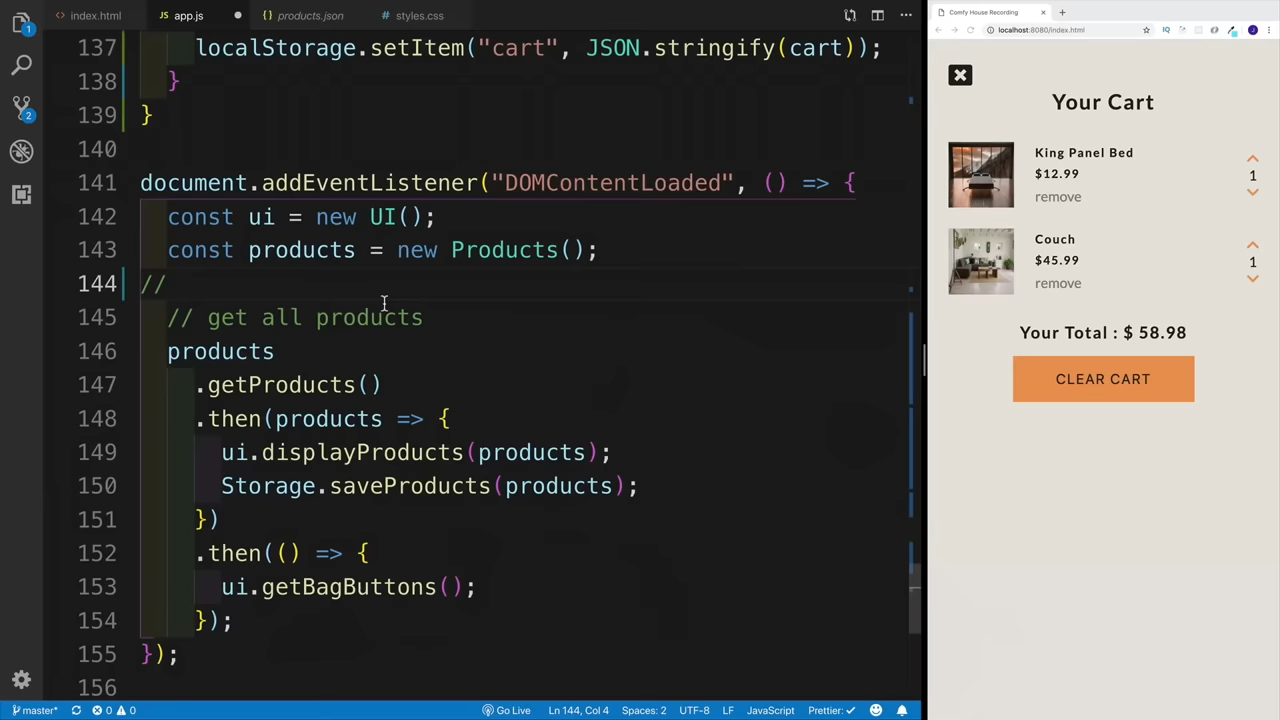 index.html
app.js
products.json
styles.css
137 localStorage.setItem("cart", JSON.stringify(cart));
138 }
139 }
140
141 document.addEventListener("DOMContentLoaded", () => {
142 const ui = new UI();
143 const products = new Products();
144 //
145 // get all products
146 products
147 .getProducts()
148 .then(products => {
149 ui.displayProducts(products);
150 Storage.saveProducts(products);
151 })
152 .then(() => {
153 ui.getBagButtons();
154 });
155 });
156
1
2
master*
0 0
Go Live
Ln 144, Col 4
Spaces: 2
UTF-8
LF
JavaScript
Prettier: ✓
Comfy House Recording
localhost:8080/index.html
IQ
J
Your Cart
King Panel Bed
$12.99
remove
1
Couch
$45.99
remove
1
Your Total : $ 58.98
CLEAR CART